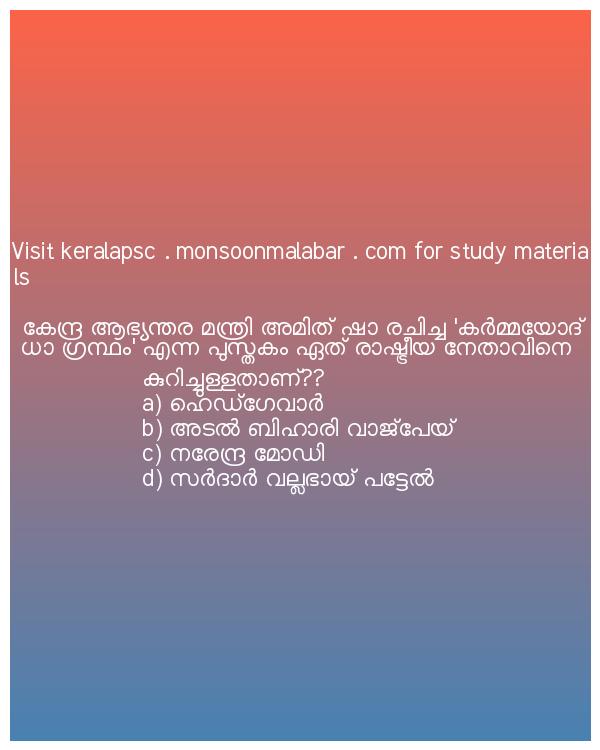 Visit keralapsc . monsoonmalabar . com for study materia
ls
കേന്ദ്ര ആഭ്യന്തര മന്ത്രി അമിത് ഷാ രചിച്ച 'കർമ്മയോദ്
ധാ ഗ്രന്ഥം' എന്ന പുസ്തകം ഏത് രാഷ്ട്രീയ നേതാവിനെ
കുറിച്ചുള്ളതാണ്??
a) ഹെഡ്ഗേവാർ
b) അടൽ ബിഹാരി വാജ്പേയ്
c) നരേന്ദ്ര മോഡി
d) സർദാർ വല്ലഭായ് പട്ടേൽ